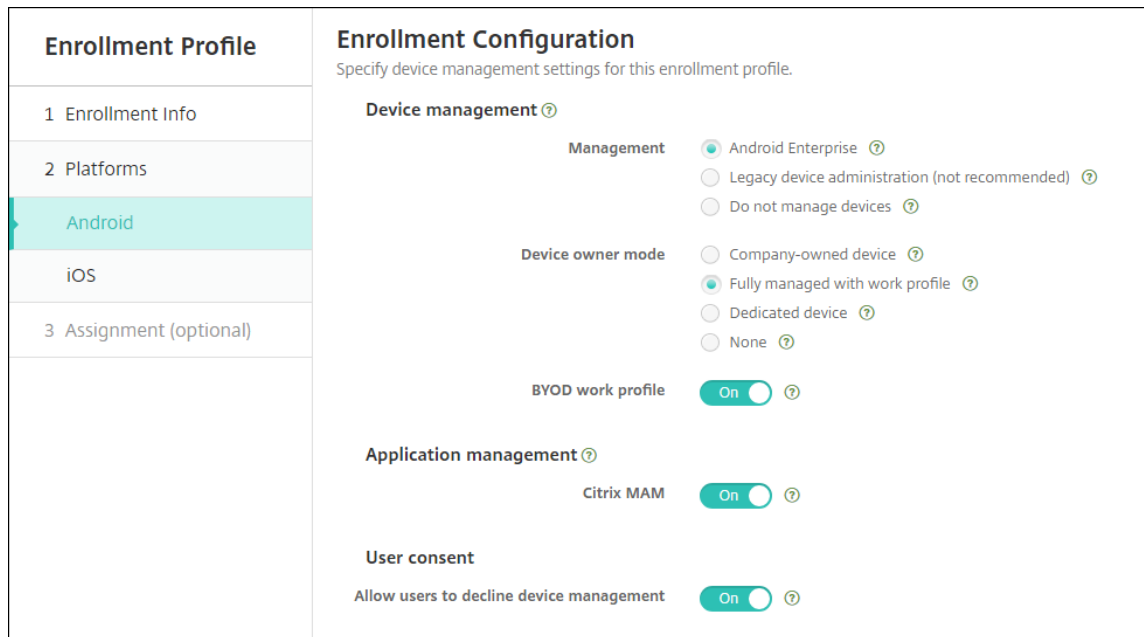 Enrollment Profile
1 Enrollment Info
2 Platforms
Android
iOS
3 Assignment (optional)
Enrollment Configuration
Specify device management settings for this enrollment profile.
Device management ?
Management
Android Enterprise ?
Legacy device administration (not recommended) ?
Do not manage devices ?
Device owner mode
Company-owned device ?
Fully managed with work profile ?
Dedicated device ?
None ?
BYOD work profile On ?
Application management ?
Citrix MAM On ?
User consent
Allow users to decline device management On ?